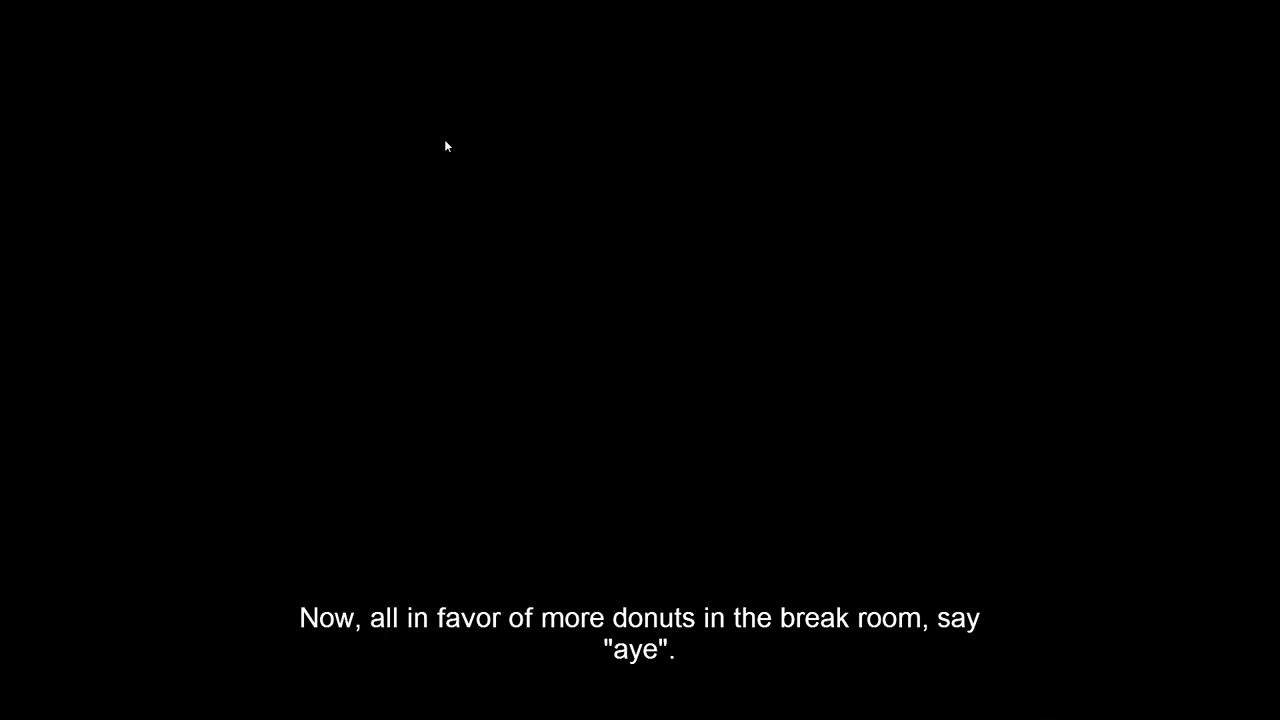 Now, all in favor of more donuts in the break room, say
"aye".